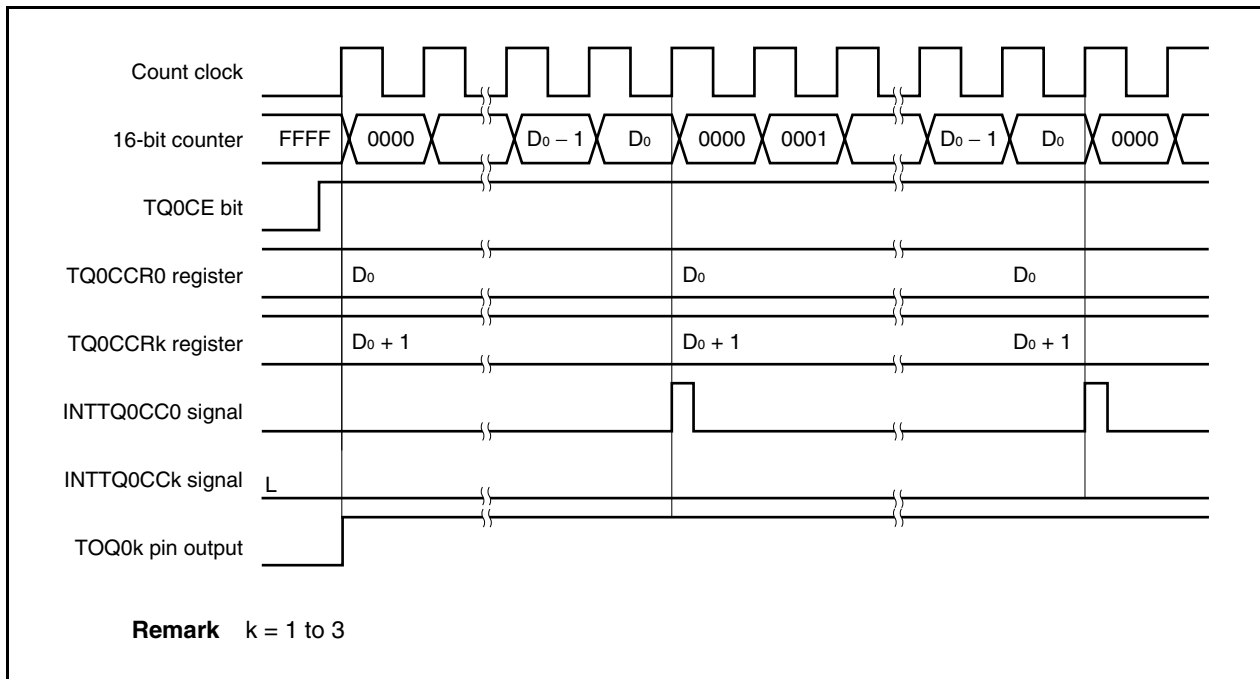 Count clock
16-bit counter FFFF 0000 D₀ − 1 D₀ 0000 0001 D₀ − 1 D₀ 0000
TQ0CE bit
TQ0CCR0 register D₀ D₀ D₀
TQ0CCRk register D₀ + 1 D₀ + 1 D₀ + 1
INTTQ0CC0 signal
INTTQ0CCk signal L
TOQ0k pin output
Remark k = 1 to 3